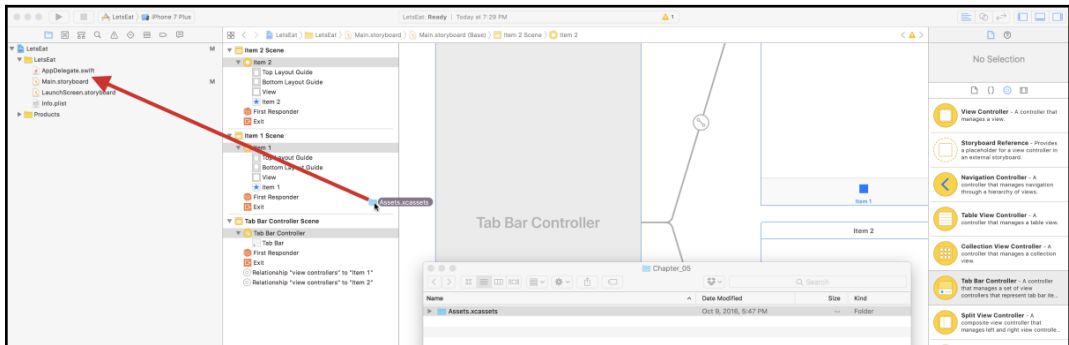 LetsEat
iPhone 7 Plus
LetsEat: Ready | Today at 7:29 PM
1
LetsEat
LetsEat
Main.storyboard
Main.storyboard (Base)
Item 2 Scene
Item 2
LetsEat
M
LetsEat
AppDelegate.swift
Main.storyboard
M
LaunchScreen.storyboard
Info.plist
Products
Item 2 Scene
Item 2
Top Layout Guide
Bottom Layout Guide
View
Item 2
First Responder
Exit
Item 1 Scene
Item 1
Top Layout Guide
Bottom Layout Guide
View
Item 1
First Responder
Exit
Tab Bar Controller Scene
Tab Bar Controller
Tab Bar
First Responder
Exit
Relationship "view controllers" to "Item 1"
Relationship "view controllers" to "Item 2"
Assets.xcassets
Tab Bar Controller
Item 1
Item 2
Chapter_05
Search
Name
Date Modified
Size
Kind
Assets.xcassets
Oct 9, 2016, 5:47 PM
--
Folder
No Selection
View Controller - A controller that
manages a view.
Storyboard Reference - Provides
a placeholder for a view controller in
an external storyboard.
Navigation Controller - A
controller that manages navigation
through a hierarchy of views.
Table View Controller - A
controller that manages a table view.
Collection View Controller - A
controller that manages a collection
view.
Tab Bar Controller - A controller
that manages a set of view
controllers that represent tab bar ite...
Split View Controller - A
composite view controller that
manages left and right view controlle...